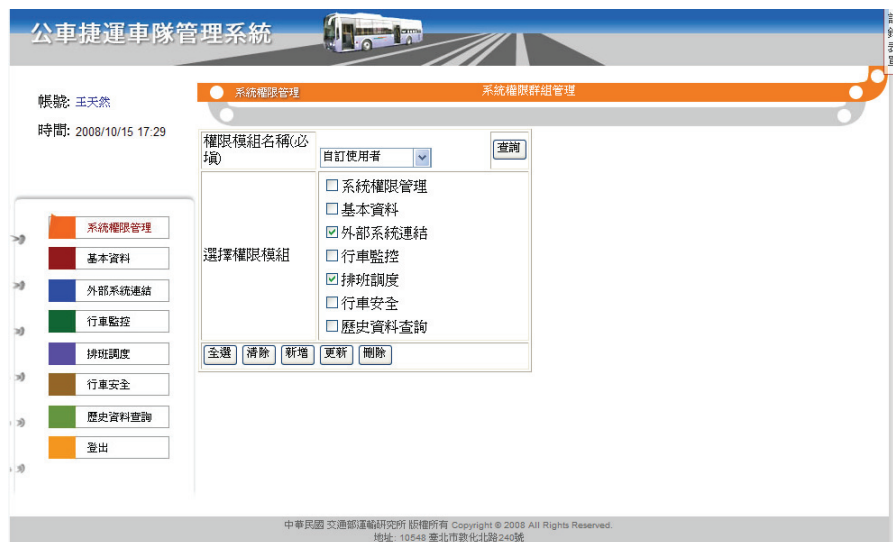 公車捷運車隊管理系統
帳號: 王天然
時間: 2008/10/15 17:29
系統權限管理
基本資料
外部系統連結
行車監控
排班調度
行車安全
歷史資料查詢
登出
系統權限管理
系統權限群組管理
權限模組名稱(必
填)
自訂使用者
查詢
選擇權限模組
系統權限管理
基本資料
外部系統連結
行車監控
排班調度
行車安全
歷史資料查詢
全選 清除 新增 更新 刪除
中華民國 交通部運輸研究所 版權所有 Copyright © 2008 All Rights Reserved.
地址: 10548 臺北市敦化北路240號